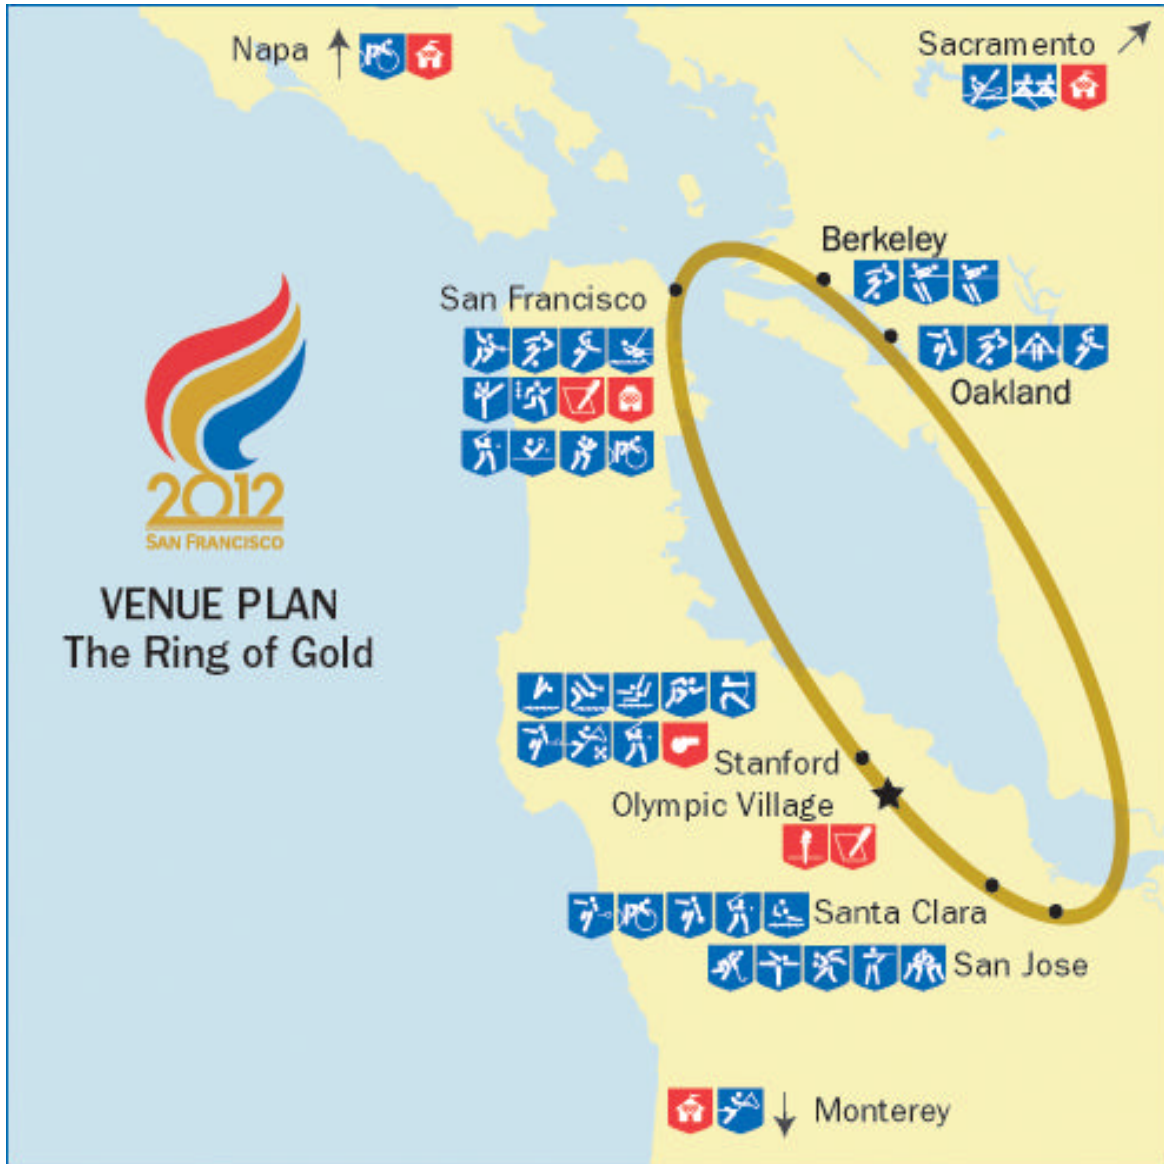 Napa
Sacramento
Berkeley
San Francisco
Oakland
2012
SAN FRANCISCO
VENUE PLAN
The Ring of Gold
Stanford
Olympic Village
Santa Clara
San Jose
Monterey